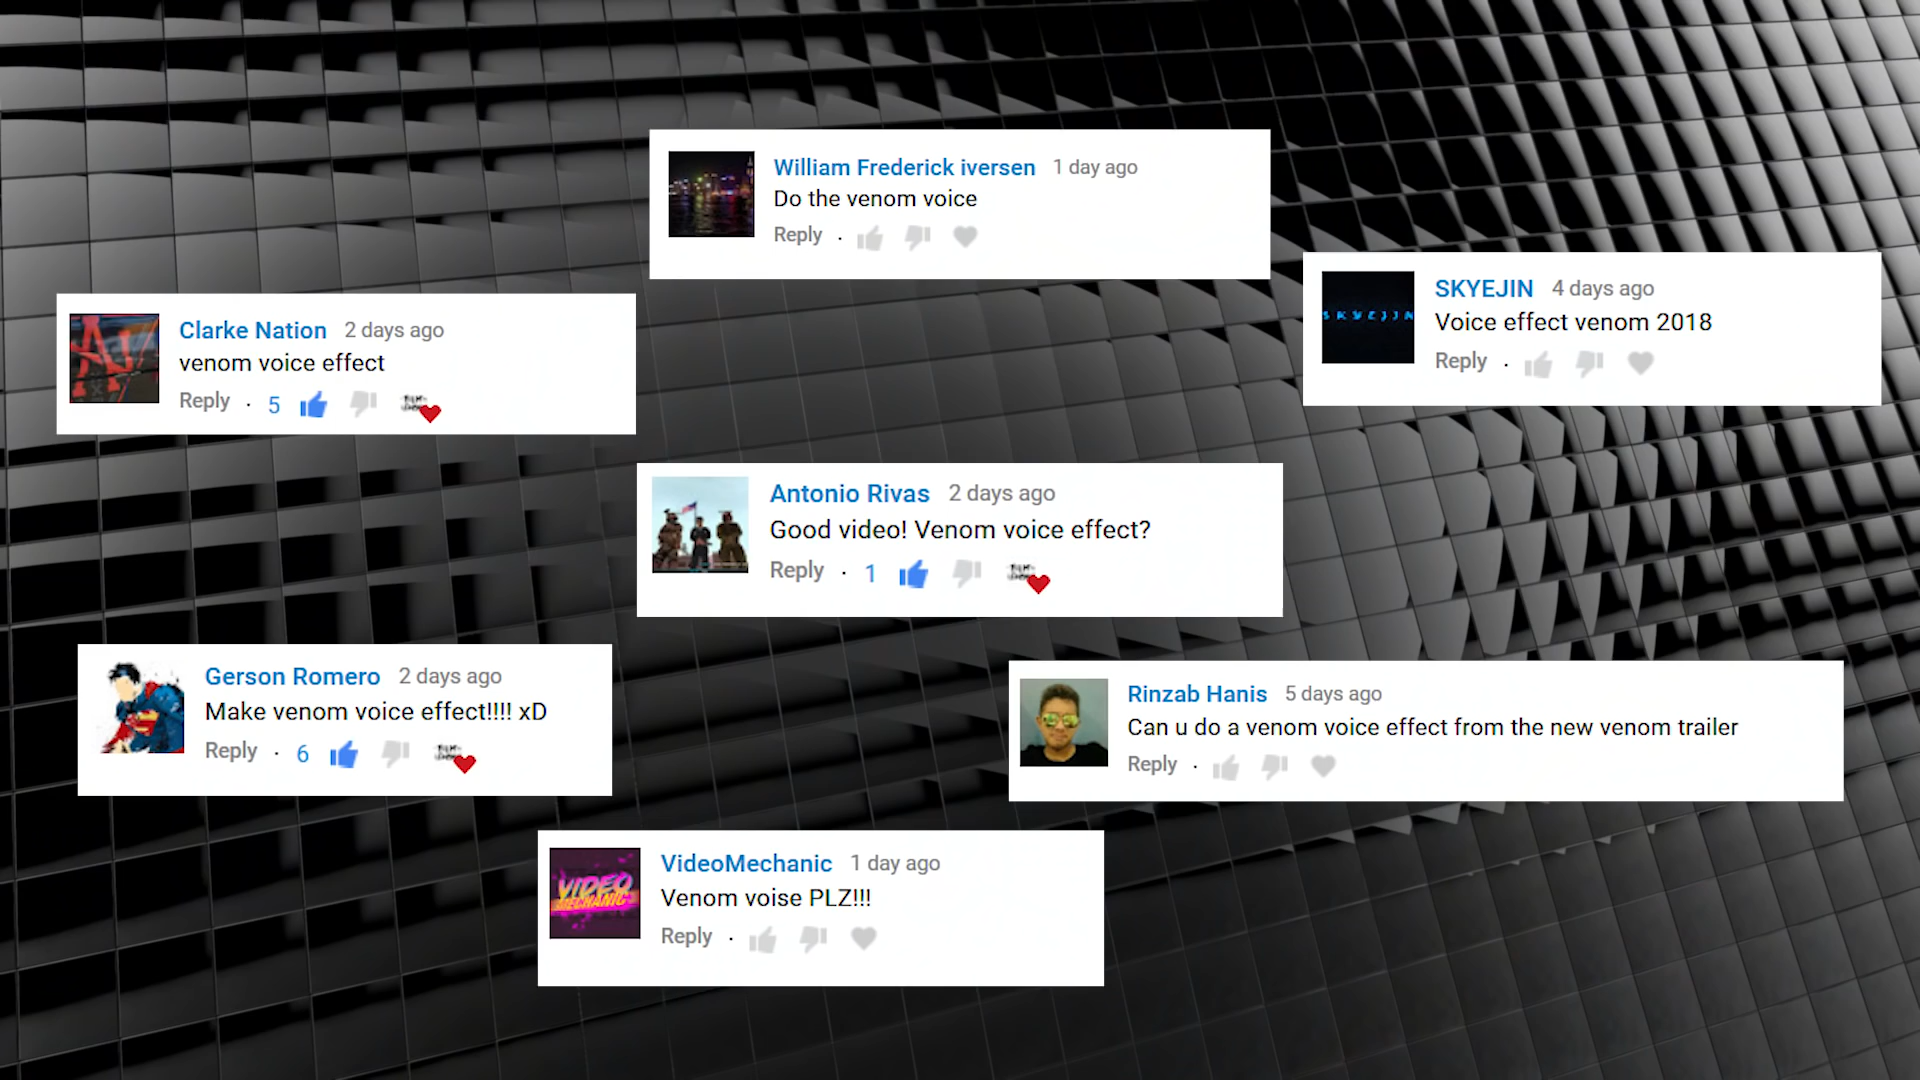 William Frederick iversen 1 day ago
Do the venom voice
Reply ·
SKYEJIN
SKYEJIN 4 days ago
Voice effect venom 2018
Reply ·
Clarke Nation 2 days ago
venom voice effect
Reply · 5
Antonio Rivas 2 days ago
Good video! Venom voice effect?
Reply · 1
Gerson Romero 2 days ago
Make venom voice effect!!!! xD
Reply · 6
Rinzab Hanis 5 days ago
Can u do a venom voice effect from the new venom trailer
Reply ·
VIDEO
MECHANIC
VideoMechanic 1 day ago
Venom voise PLZ!!!
Reply ·